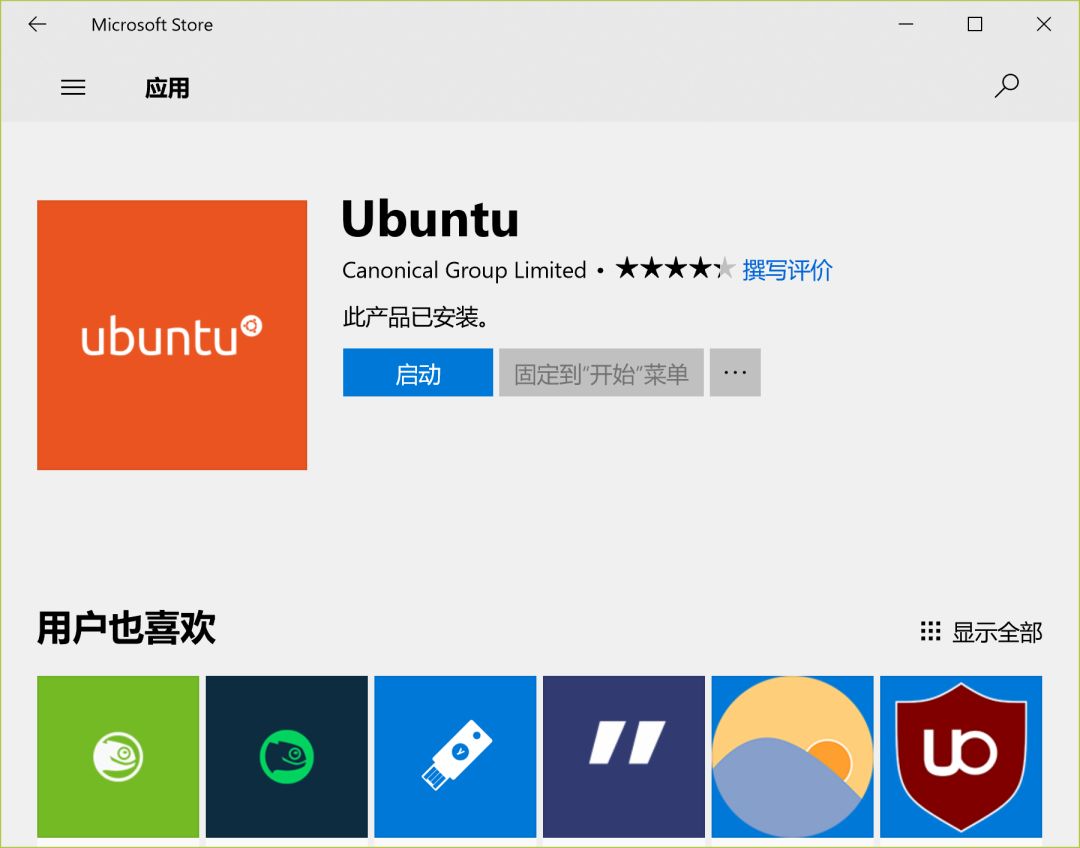 Microsoft Store
应用
ubuntu
Ubuntu
Canonical Group Limited • ★★★★★ 撰写评价
此产品已安装。
启动 固定到“开始”菜单 ···
用户也喜欢
显示全部
Y
UO